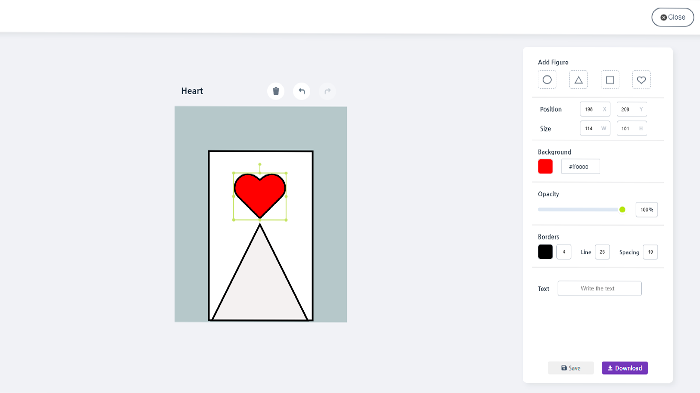 Close
Heart
Add Figure
Position 196 X 200 Y
Size 114 W 101 H
Background
#ff0000
Opacity
100%
Borders
4 Line 25 Spacing 10
Text Write the text
Save Download